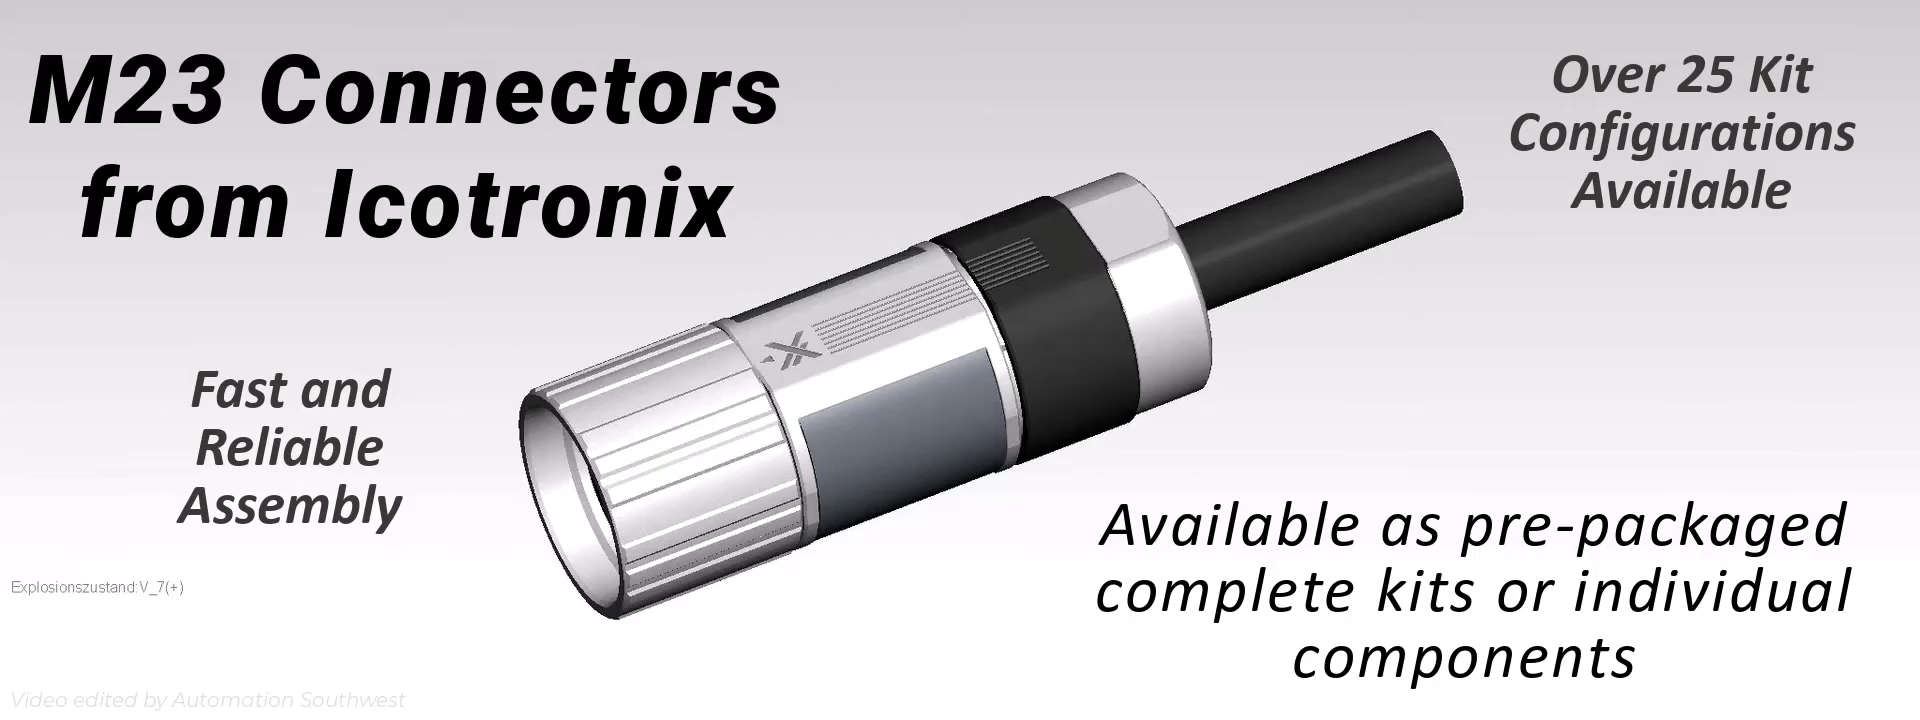 M23 Connectors
from Icotronix
Over 25 Kit
Configurations
Available
Fast and
Reliable
Assembly
Available as pre-packaged
complete kits or individual
components
Explosionszustand:V_7(+)
Video edited by Automation Southwest